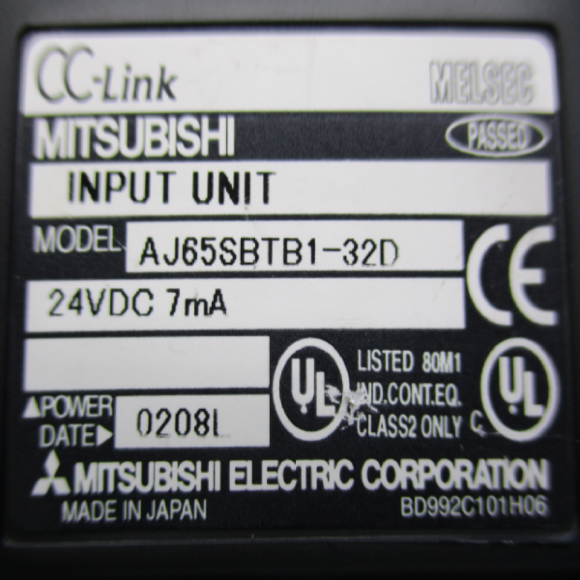 CC-Link MELSEC
MITSUBISHI PASSED
INPUT UNIT
MODEL AJ65SBTB1-32D CE
24VDC 7mA
UL LISTED 80M1 UL
IND.CONT.EQ.
▲POWER CLASS2 ONLY C
DATE▶ 0208L
MITSUBISHI ELECTRIC CORPORATION
MADE IN JAPAN BD992C101H06